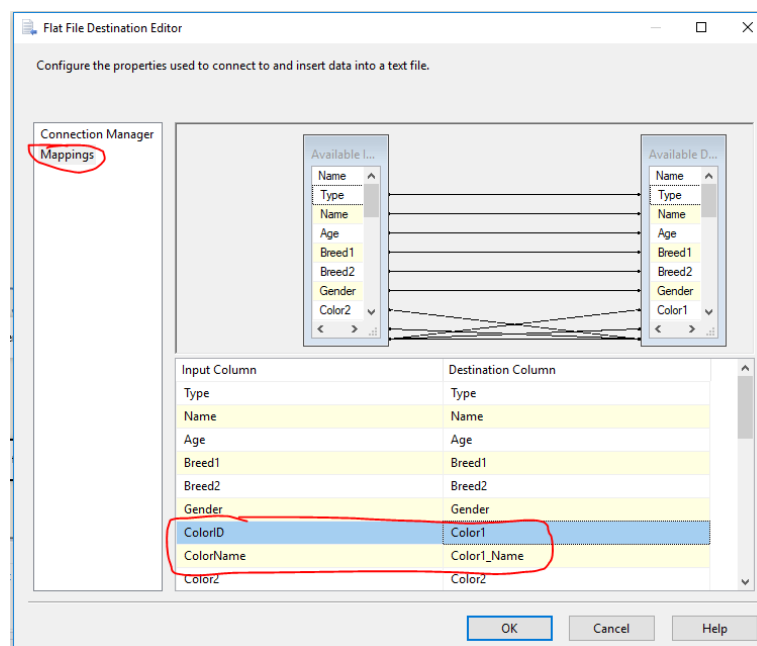 Flat File Destination Editor
Configure the properties used to connect to and insert data into a text file.
Connection Manager
Mappings
Available I...
Name
Type
Name
Age
Breed1
Breed2
Gender
Color2
Available D...
Name
Type
Name
Age
Breed1
Breed2
Gender
Color1
Input Column Destination Column
Type Type
Name Name
Age Age
Breed1 Breed1
Breed2 Breed2
Gender Gender
ColorID Color1
ColorName Color1_Name
Color2 Color2
OK Cancel Help